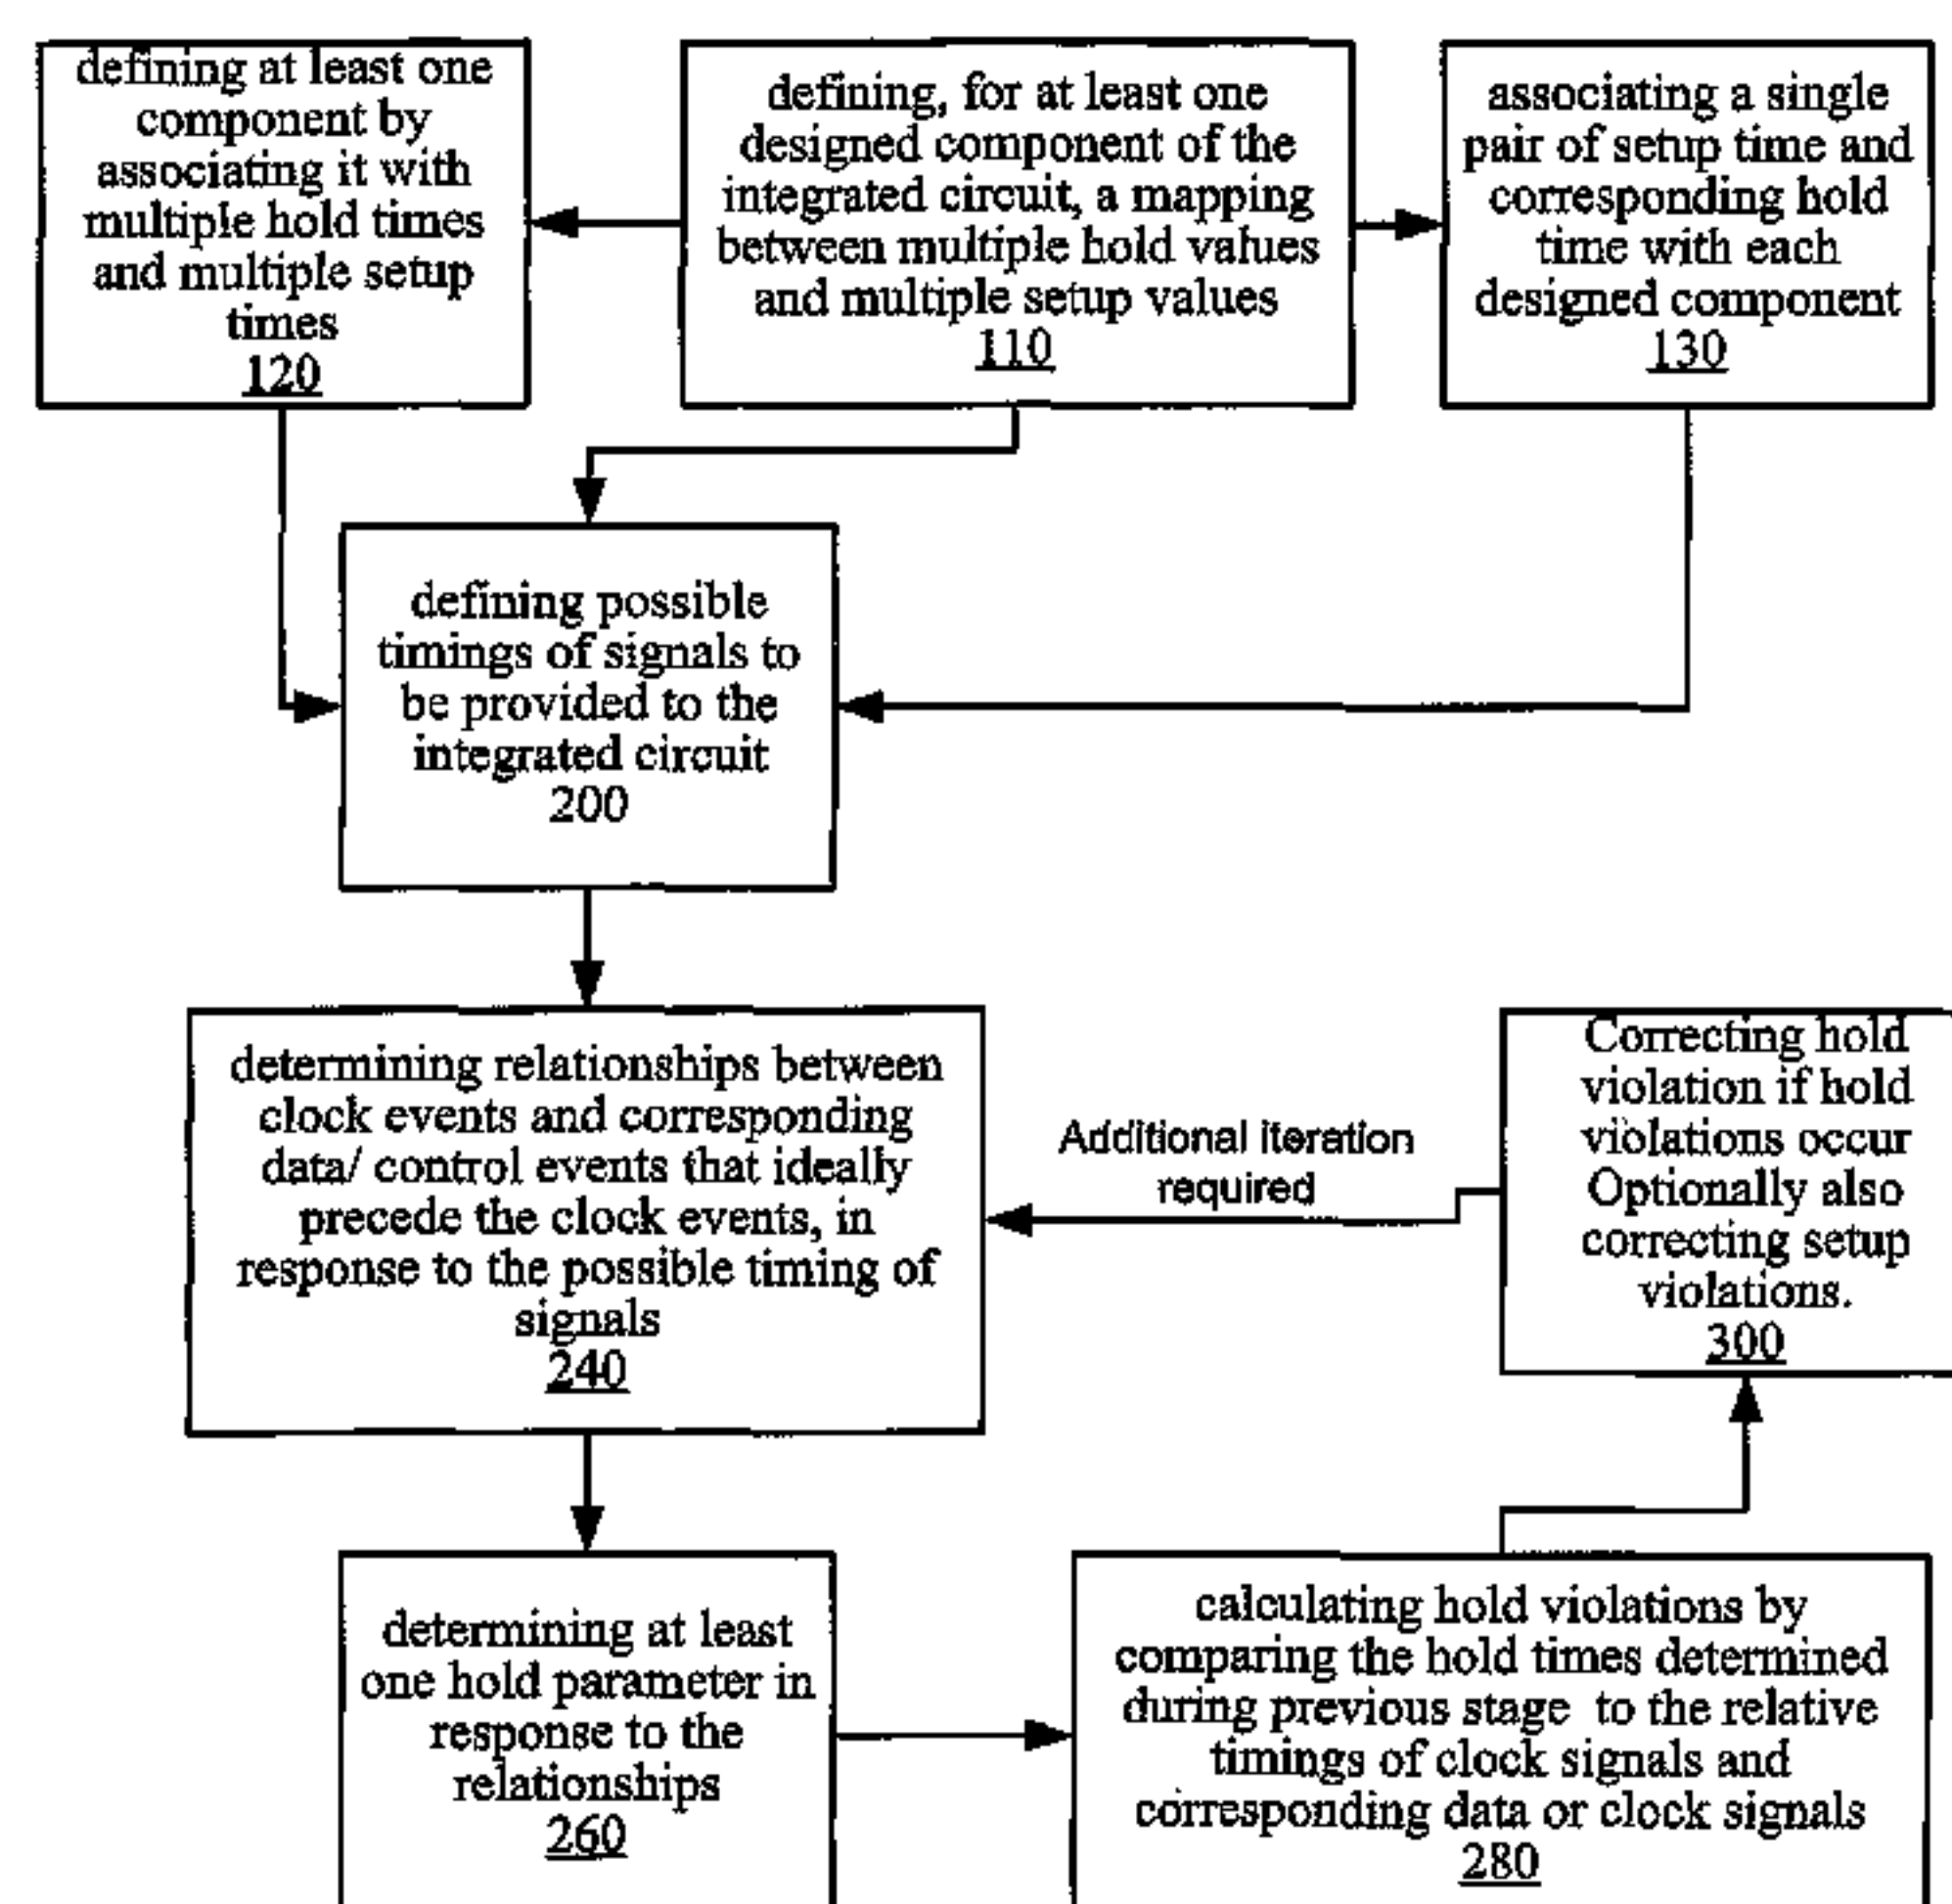 defining at least one
component by
associating it with
multiple hold times
and multiple setup
times
120
defining, for at least one
designed component of the
integrated circuit, a mapping
between multiple hold values
and multiple setup values
110
associating a single
pair of setup time and
corresponding hold
time with each
designed component
130
defining possible
timings of signals to
be provided to the
integrated circuit
200
determining relationships between
clock events and corresponding
data/ control events that ideally
precede the clock events, in
response to the possible timing of
signals
240
Additional iteration
required
Correcting hold
violation if hold
violations occur
Optionally also
correcting setup
violations.
300
determining at least
one hold parameter in
response to the
relationships
260
calculating hold violations by
comparing the hold times determined
during previous stage to the relative
timings of clock signals and
corresponding data or clock signals
280